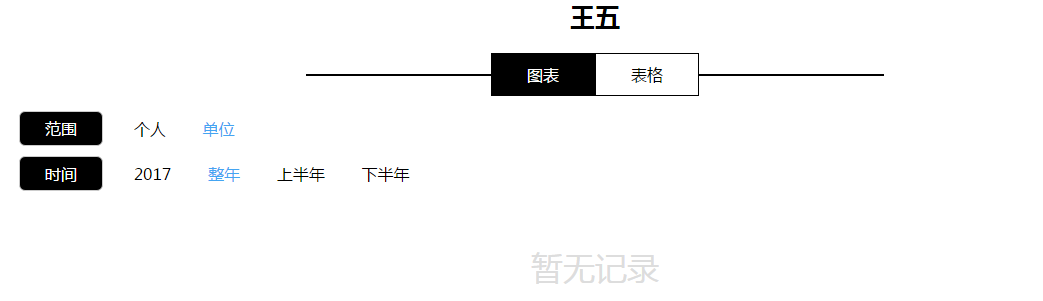 王五
图表 表格
范围 个人 单位
时间 2017 整年 上半年 下半年
暂无记录